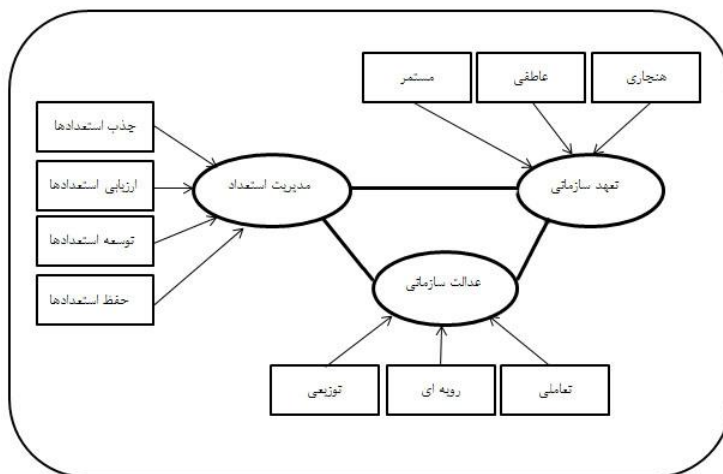 هنجاری
عاطفی
مستمر
جذب استعدادها
ارزیابی استعدادها
توسعه استعدادها
حفظ استعدادها
مدیریت استعداد
تعهد سازمانی
عدالت سازمانی
تعاملی
رویه ای
توزیعی